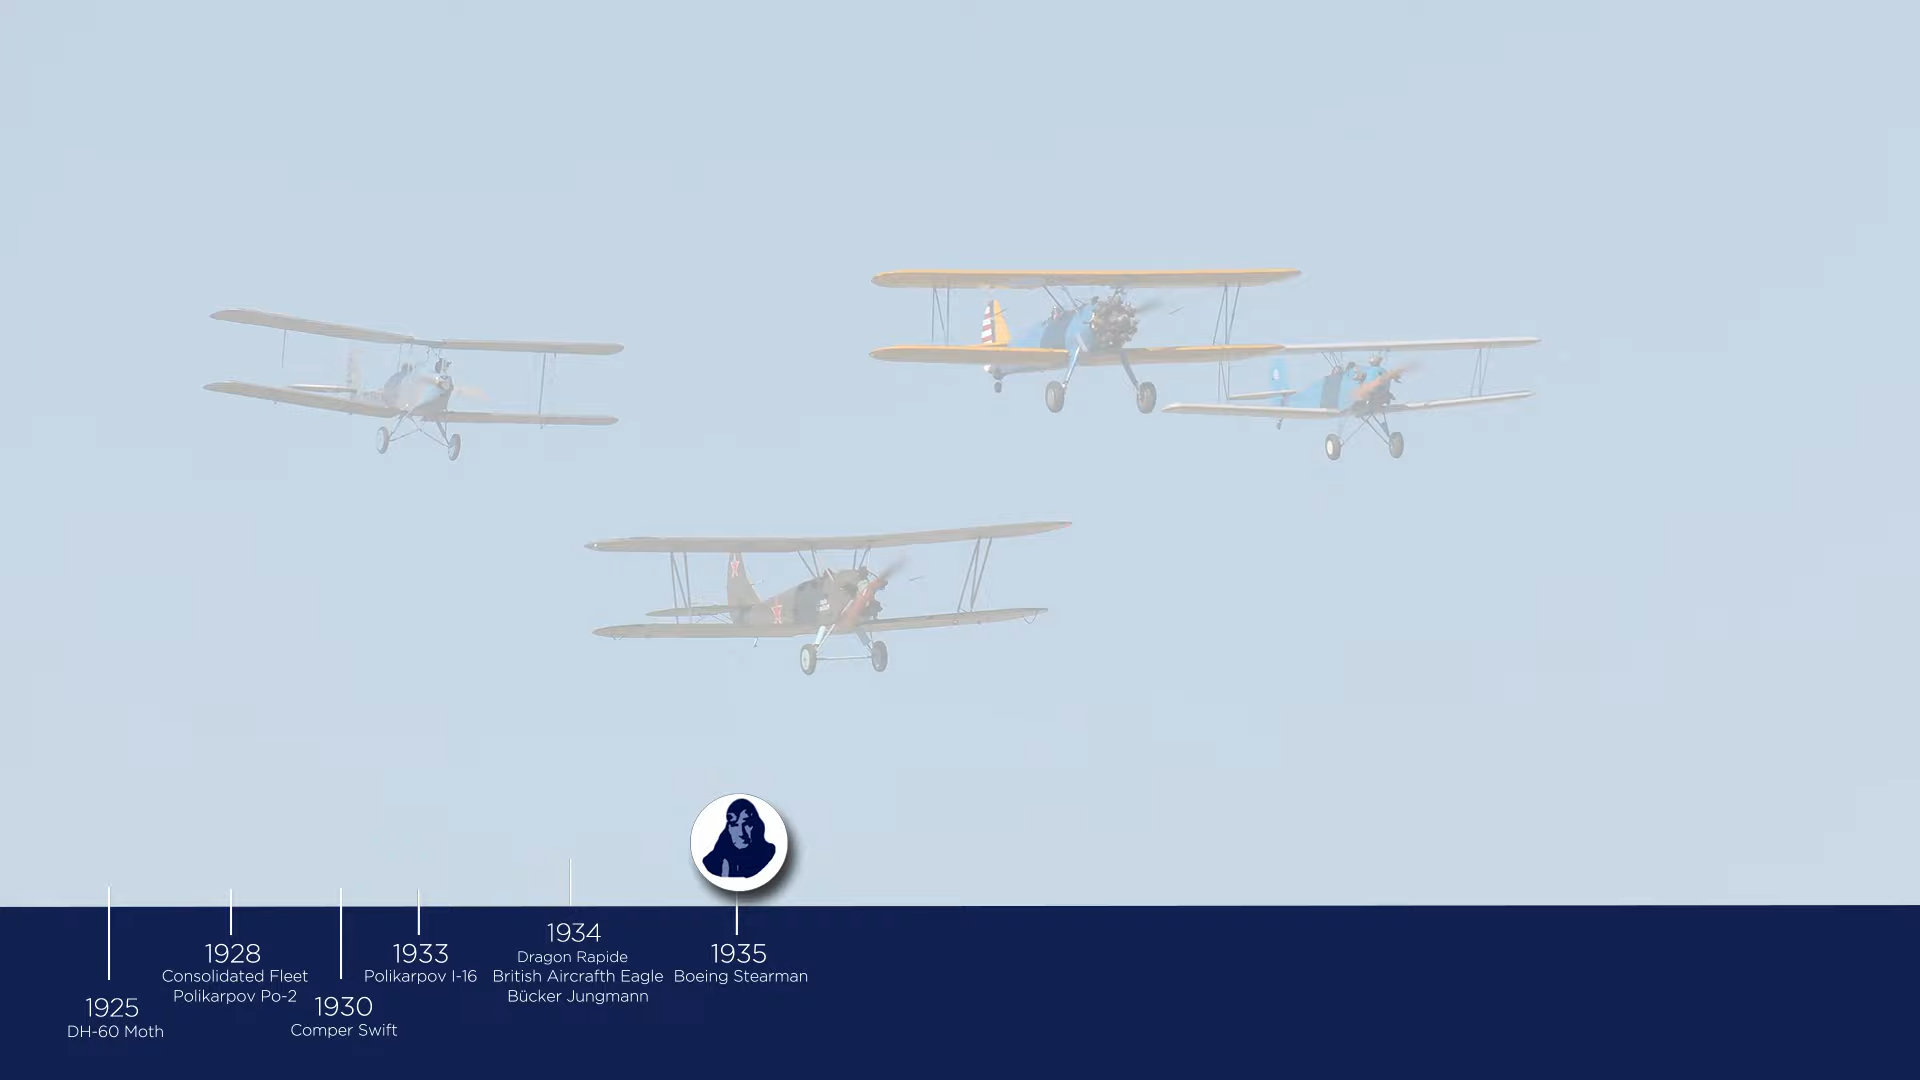 1925
DH-60 Moth
1928
Consolidated Fleet
Polikarpov Po-2
1930
Comper Swift
1933
Polikarpov I-16
1934
Dragon Rapide
British Aircrafth Eagle
Bücker Jungmann
1935
Boeing Stearman